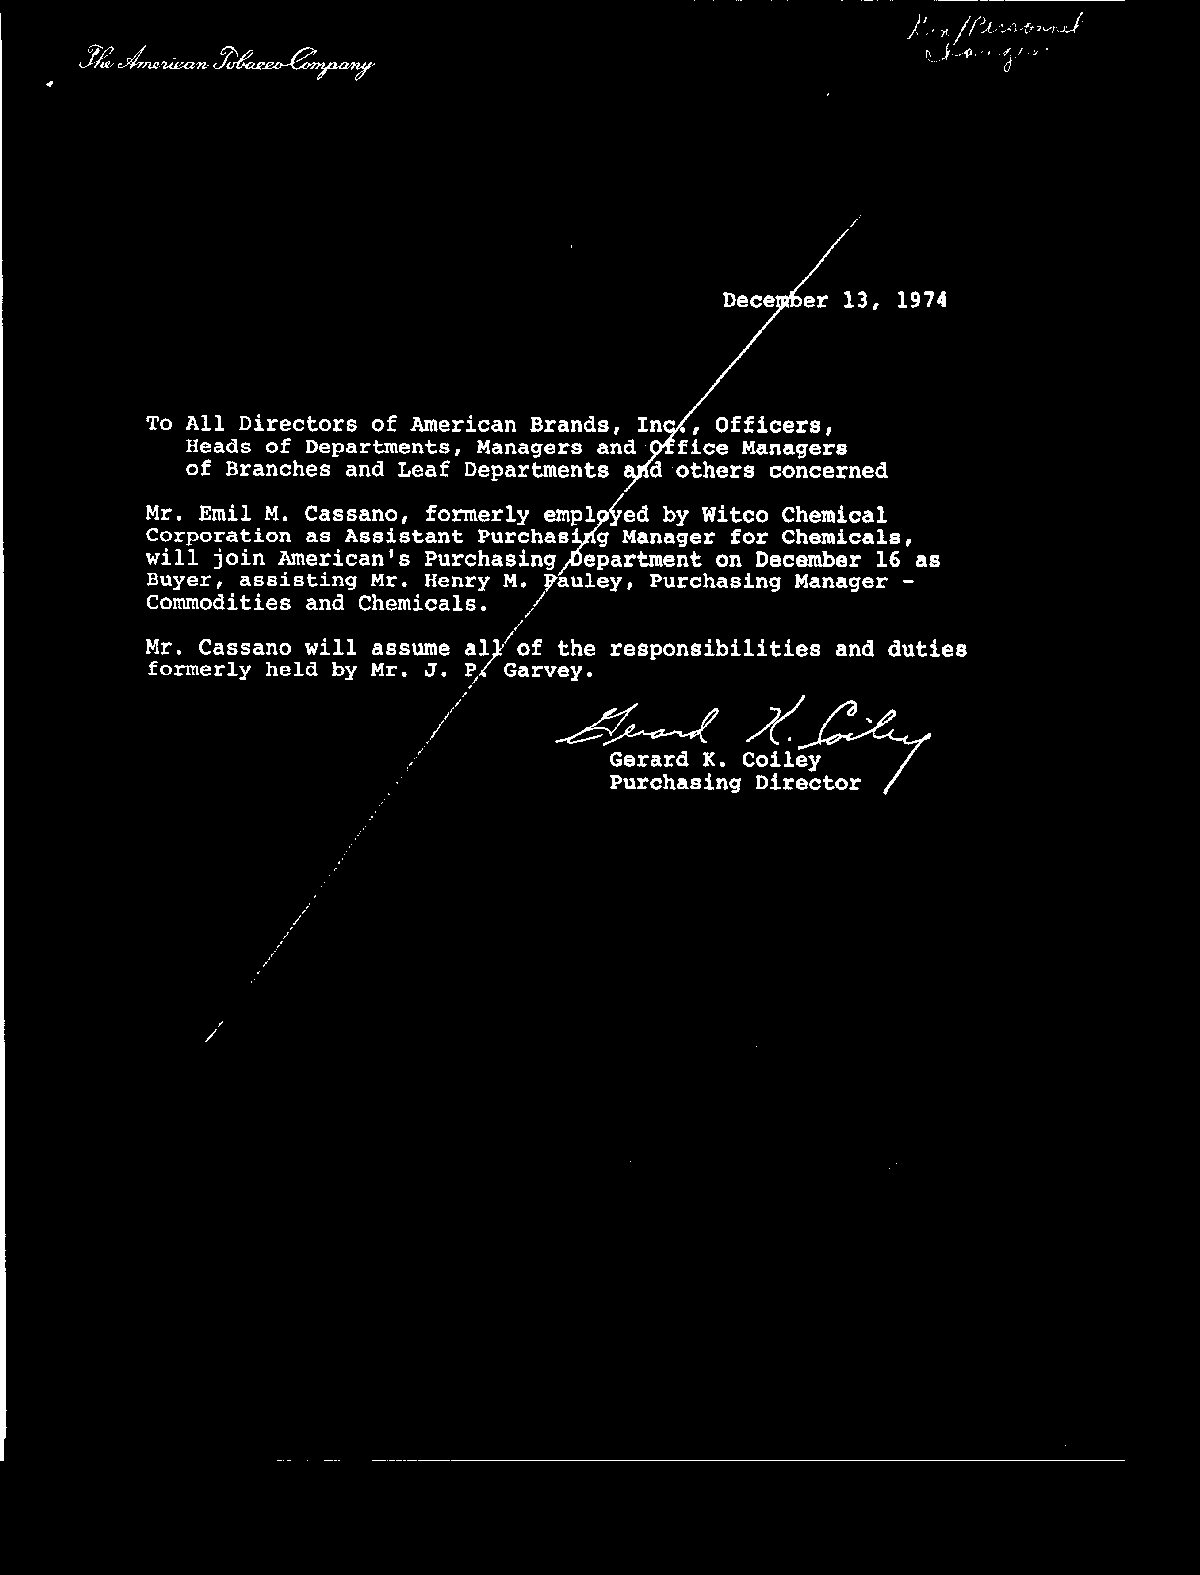 The American Tobacco Company
/Personnel
December 13, 1974
To All Directors of American Brands, Inc., Officers,
Heads of Departments, Managers and Office Managers
of Branches and Leaf Departments and others concerned
Mr. Emil M. Cassano, formerly employed by Witco Chemical
Corporation as Assistant Purchasing Manager for Chemicals,
will join American's Purchasing Department on December 16 as
Buyer, assisting Mr. Henry M. Pauley, Purchasing Manager -
Commodities and Chemicals.
Mr. Cassano will assume all of the responsibilities and duties
formerly held by Mr. J. P. Garvey.
Gerard K. Coiley
Gerard K. Coiley
Purchasing Director